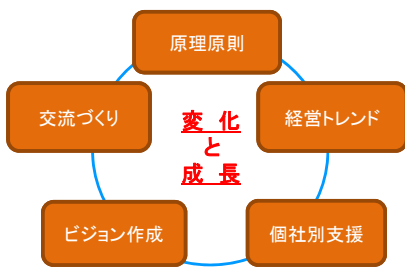 原理原則
交流づくり
経営トレンド
変 化
と
成 長
ビジョン作成
個社別支援